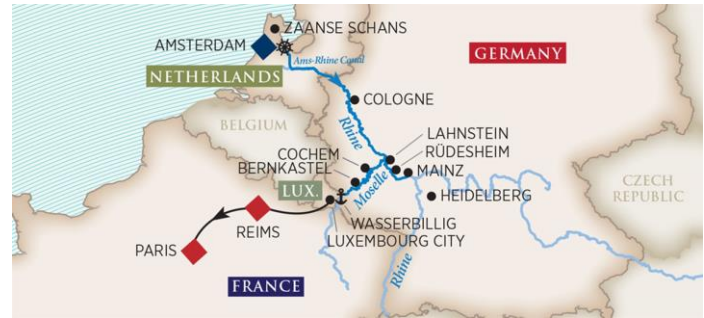 ZAANSE SCHANS
AMSTERDAM
GERMANY
Ams-Rhine Canal
NETHERLANDS
COLOGNE
BELGIUM
Rhine
LAHNSTEIN
COCHEM
RÜDESHEIM
BERNKASTEL
MAINZ
CZECH
REPUBLIC
LUX.
Moselle
HEIDELBERG
WASSERBILLIG
REIMS
LUXEMBOURG CITY
PARIS
Rhine
FRANCE